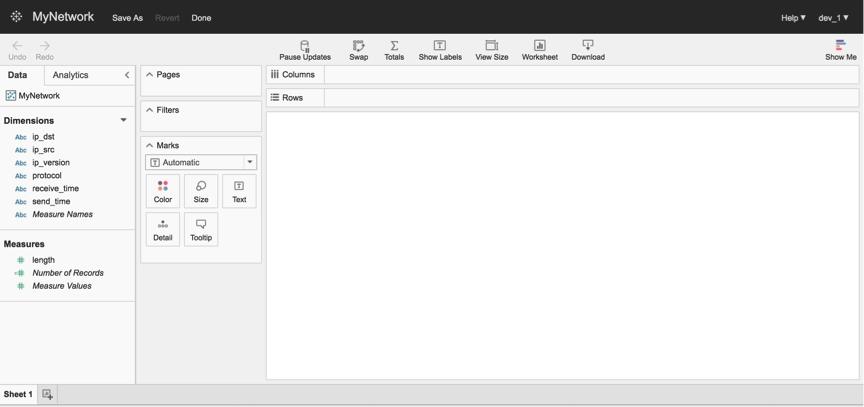 MyNetwork Save As Revert Done Help ▾ dev_1 ▾
Undo Redo Pause Updates Swap Totals Show Labels View Size Worksheet Download Show Me
Data Analytics
MyNetwork
Dimensions
Abc ip_dst
Abc ip_src
Abc ip_version
Abc protocol
Abc receive_time
Abc send_time
Abc Measure Names
Measures
# length
=# Number of Records
# Measure Values
Pages
Filters
Marks
T Automatic
Color Size Text
Detail Tooltip
Columns
Rows
Sheet 1